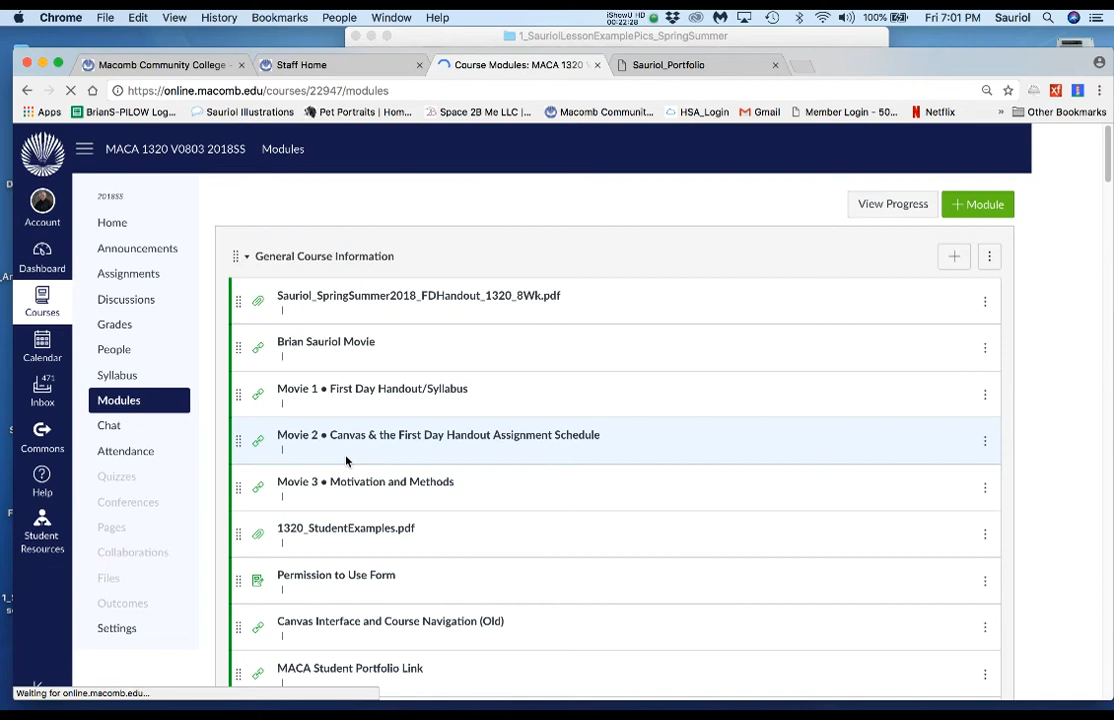 Chrome File Edit View History Bookmarks People Window Help iShowU HD 00:22:28 100% Fri 7:01 PM Sauriol
1_SauriolLessonExamplePics_SpringSummer
Macomb Community College - × Staff Home × Course Modules: MACA 1320 V × Sauriol_Portfolio ×
https://online.macomb.edu/courses/22947/modules
Apps BrianS-PILOW Log... Sauriol Illustrations Pet Portraits | Hom... Space 2B Me LLC |... Macomb Communit... HSA_Login Gmail Member Login - 50... Netflix » Other Bookmarks
MACA 1320 V0803 2018SS Modules
2018SS
Account
Dashboard
Courses
Calendar
471
Inbox
Commons
Help
Student
Resources
Home
Announcements
Assignments
Discussions
Grades
People
Syllabus
Modules
Chat
Attendance
Quizzes
Conferences
Pages
Collaborations
Files
Outcomes
Settings
View Progress + Module
General Course Information
Sauriol_SpringSummer2018_FDHandout_1320_8Wk.pdf
Brian Sauriol Movie
Movie 1 • First Day Handout/Syllabus
Movie 2 • Canvas & the First Day Handout Assignment Schedule
Movie 3 • Motivation and Methods
1320_StudentExamples.pdf
Permission to Use Form
Canvas Interface and Course Navigation (Old)
MACA Student Portfolio Link
Waiting for online.macomb.edu...